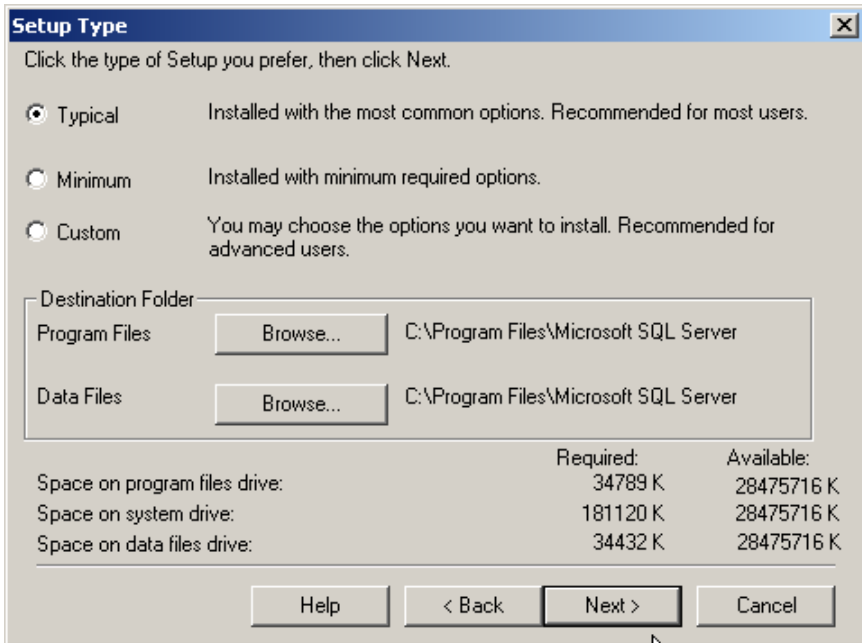 Setup Type
Click the type of Setup you prefer, then click Next.
Typical Installed with the most common options. Recommended for most users.
Minimum Installed with minimum required options.
Custom You may choose the options you want to install. Recommended for
advanced users.
Destination Folder
Program Files Browse... C:\Program Files\Microsoft SQL Server
Data Files Browse... C:\Program Files\Microsoft SQL Server
Required: Available:
Space on program files drive: 34789 K 28475716 K
Space on system drive: 181120 K 28475716 K
Space on data files drive: 34432 K 28475716 K
Help < Back Next > Cancel